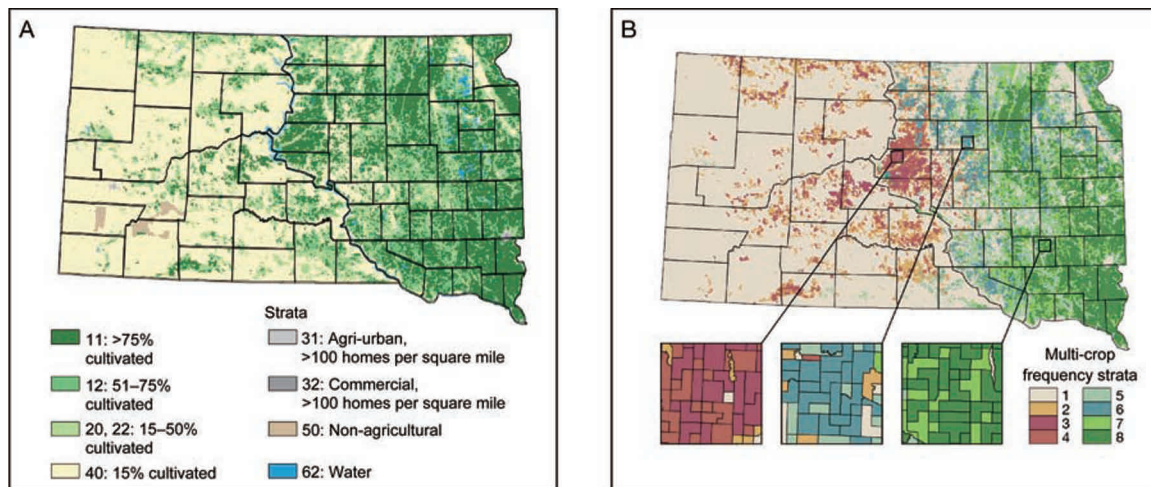 A
Strata
11: >75%
cultivated
12: 51–75%
cultivated
20, 22: 15–50%
cultivated
40: 15% cultivated
31: Agri-urban,
>100 homes per square mile
32: Commercial,
>100 homes per square mile
50: Non-agricultural
62: Water
B
Multi-crop
frequency strata
1
2
3
4
5
6
7
8